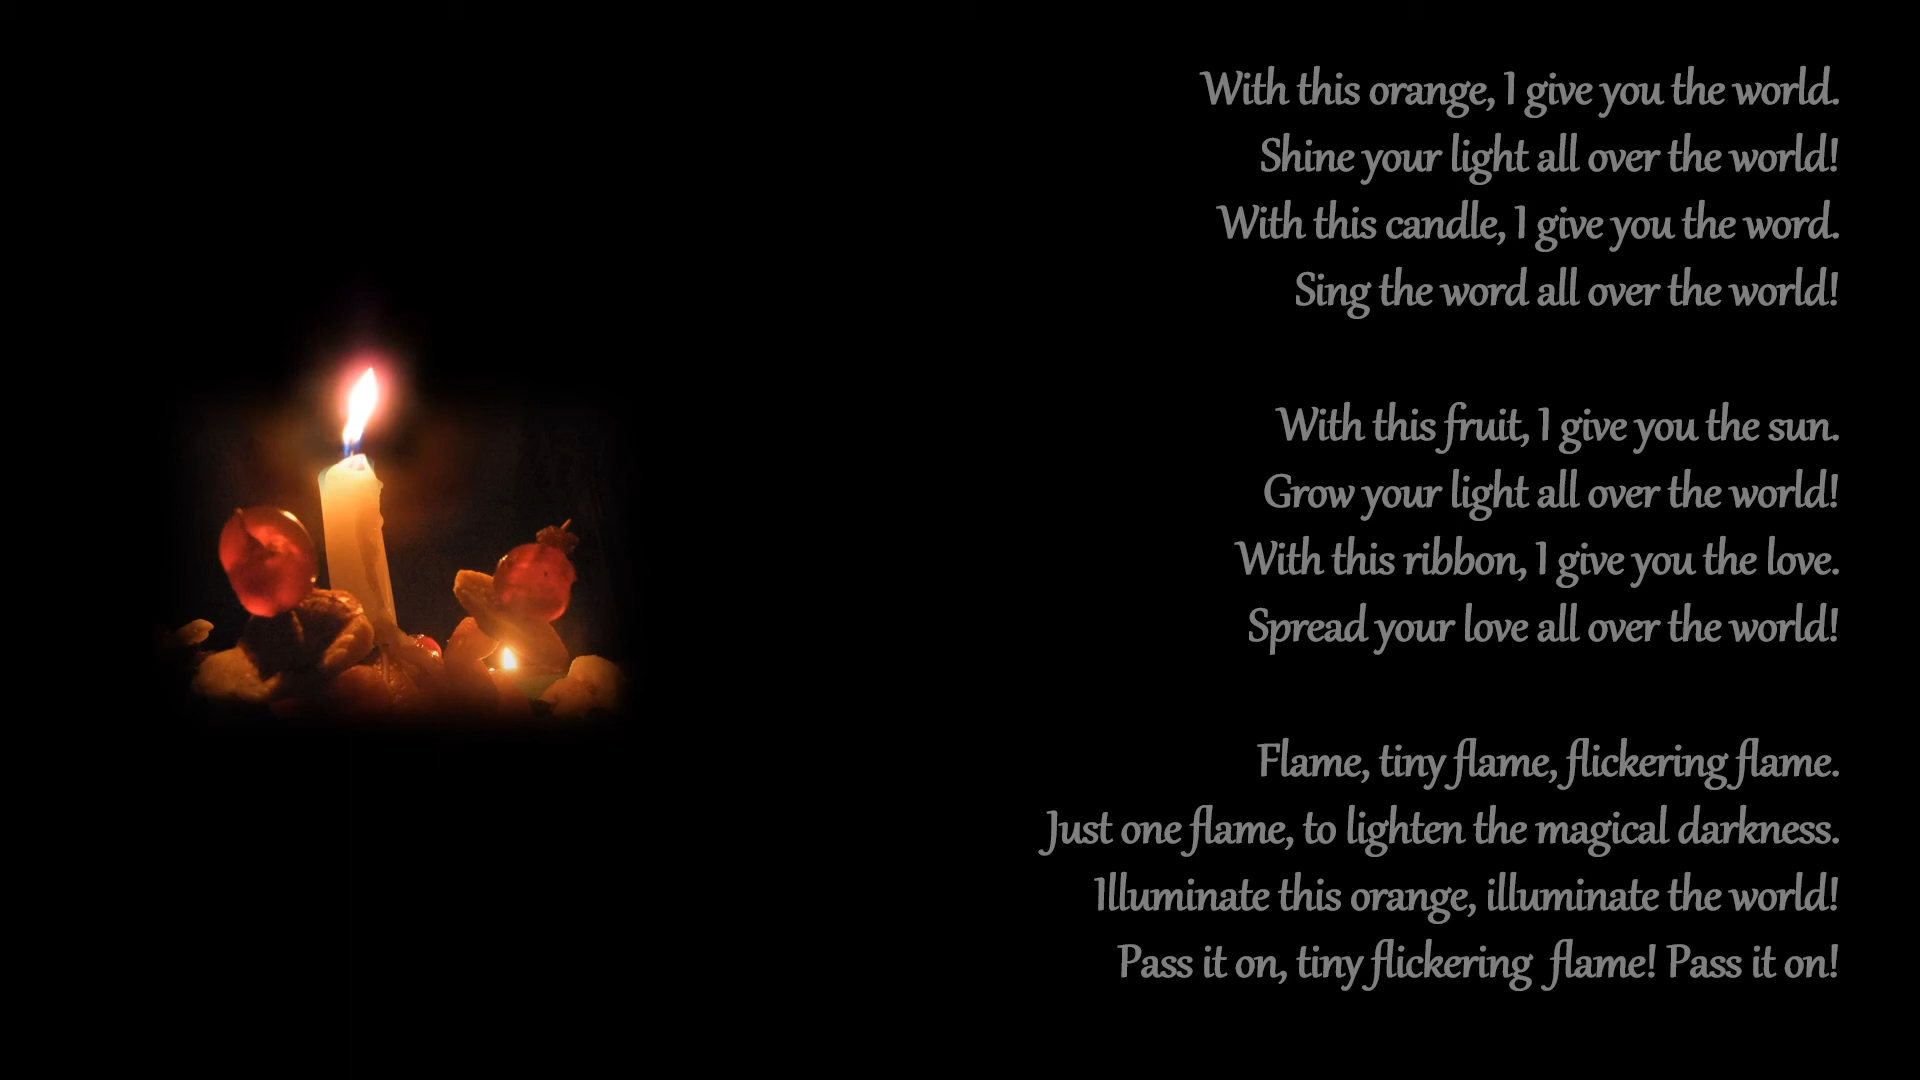 With this orange, I give you the world.
Shine your light all over the world!
With this candle, I give you the word.
Sing the word all over the world!
With this fruit, I give you the sun.
Grow your light all over the world!
With this ribbon, I give you the love.
Spread your love all over the world!
Flame, tiny flame, flickering flame.
Just one flame, to lighten the magical darkness.
Illuminate this orange, illuminate the world!
Pass it on, tiny flickering flame! Pass it on!